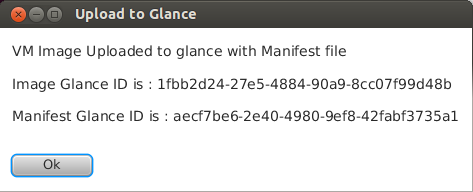 Upload to Glance
VM Image Uploaded to glance with Manifest file
Image Glance ID is : 1fbb2d24-27e5-4884-90a9-8cc07f99d48b
Manifest Glance ID is : aecf7be6-2e40-4980-9ef8-42fabf3735a1
Ok